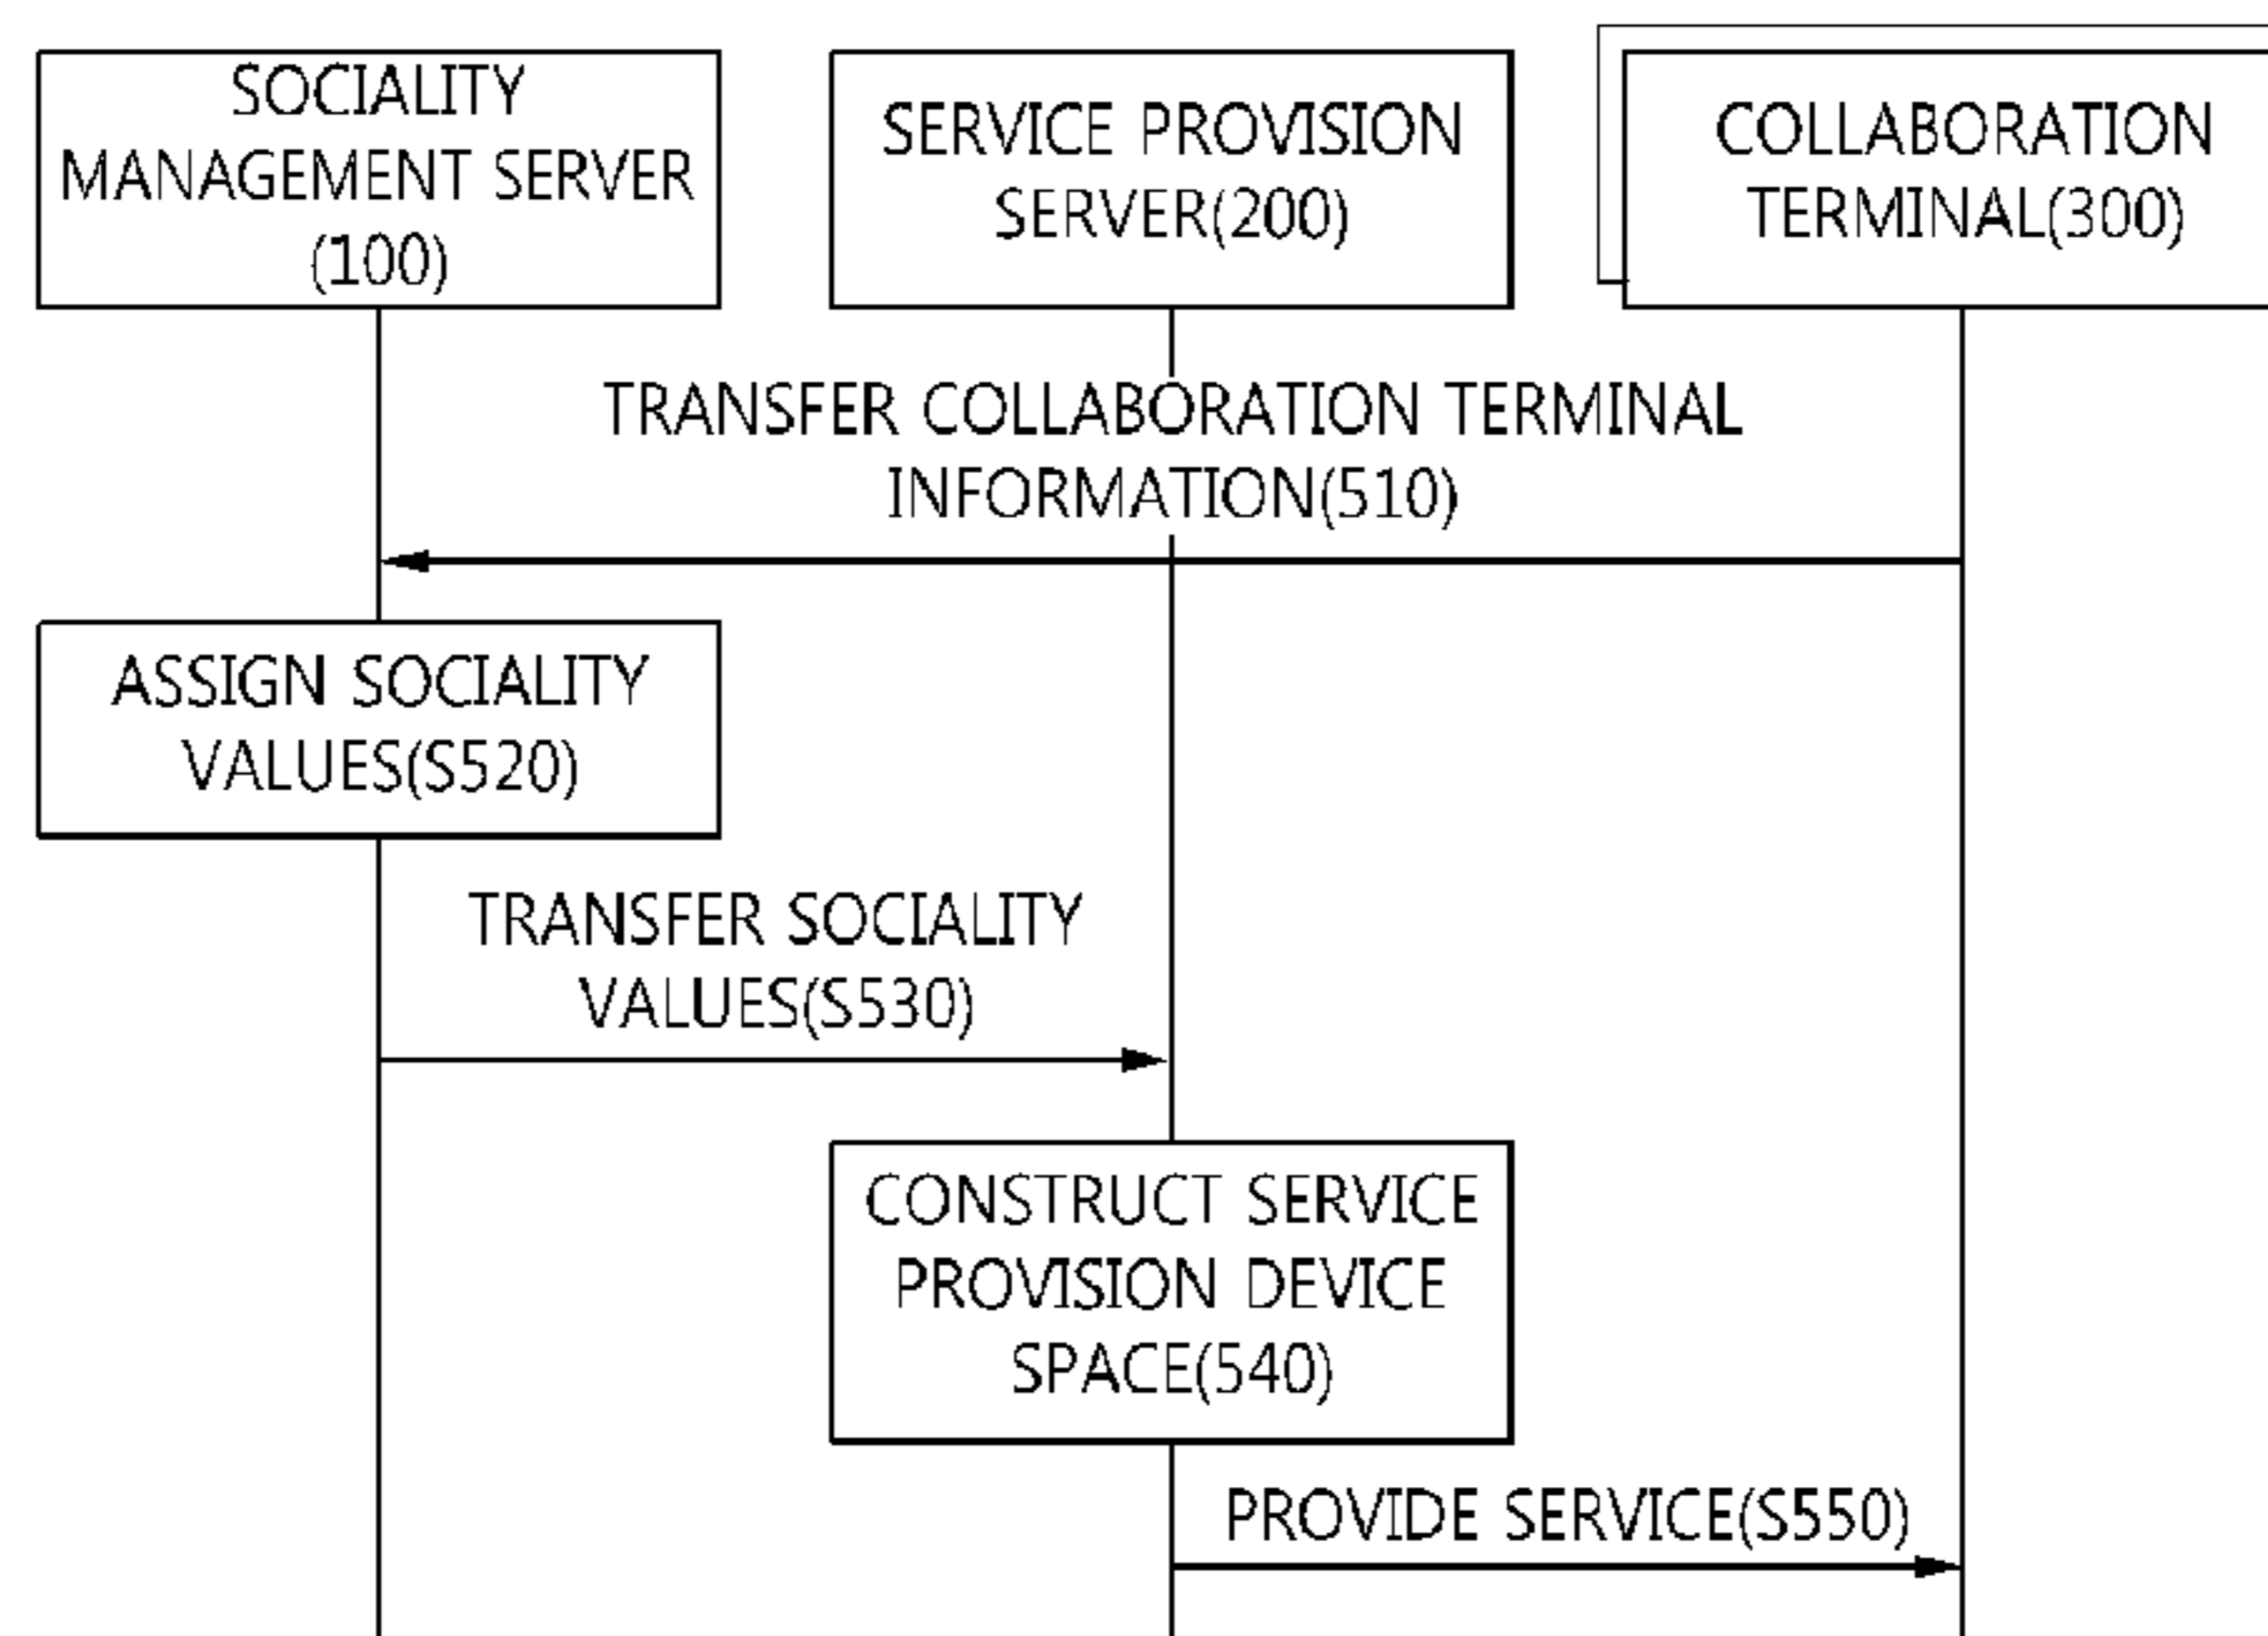 SOCIALITY
MANAGEMENT SERVER
(100)
SERVICE PROVISION
SERVER(200)
COLLABORATION
TERMINAL(300)
TRANSFER COLLABORATION TERMINAL
INFORMATION(510)
ASSIGN SOCIALITY
VALUES(S520)
TRANSFER SOCIALITY
VALUES(S530)
CONSTRUCT SERVICE
PROVISION DEVICE
SPACE(540)
PROVIDE SERVICE(S550)